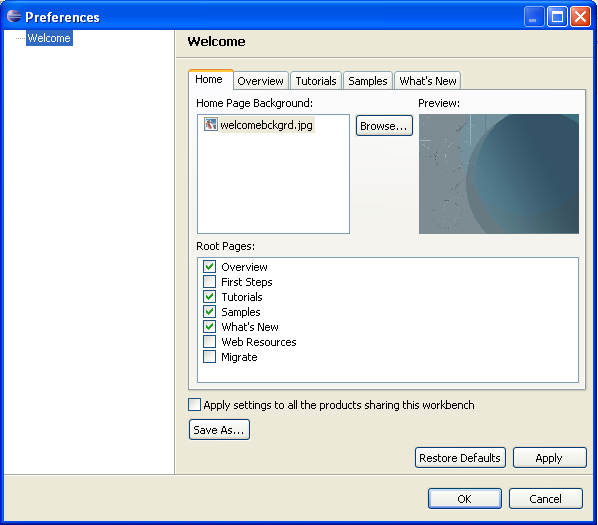 Preferences
Welcome
Welcome
Home Overview Tutorials Samples What's New
Home Page Background: Preview:
welcomebckgrd.jpg Browse...
Root Pages:
Overview
First Steps
Tutorials
Samples
What's New
Web Resources
Migrate
Apply settings to all the products sharing this workbench
Save As...
Restore Defaults Apply
OK Cancel